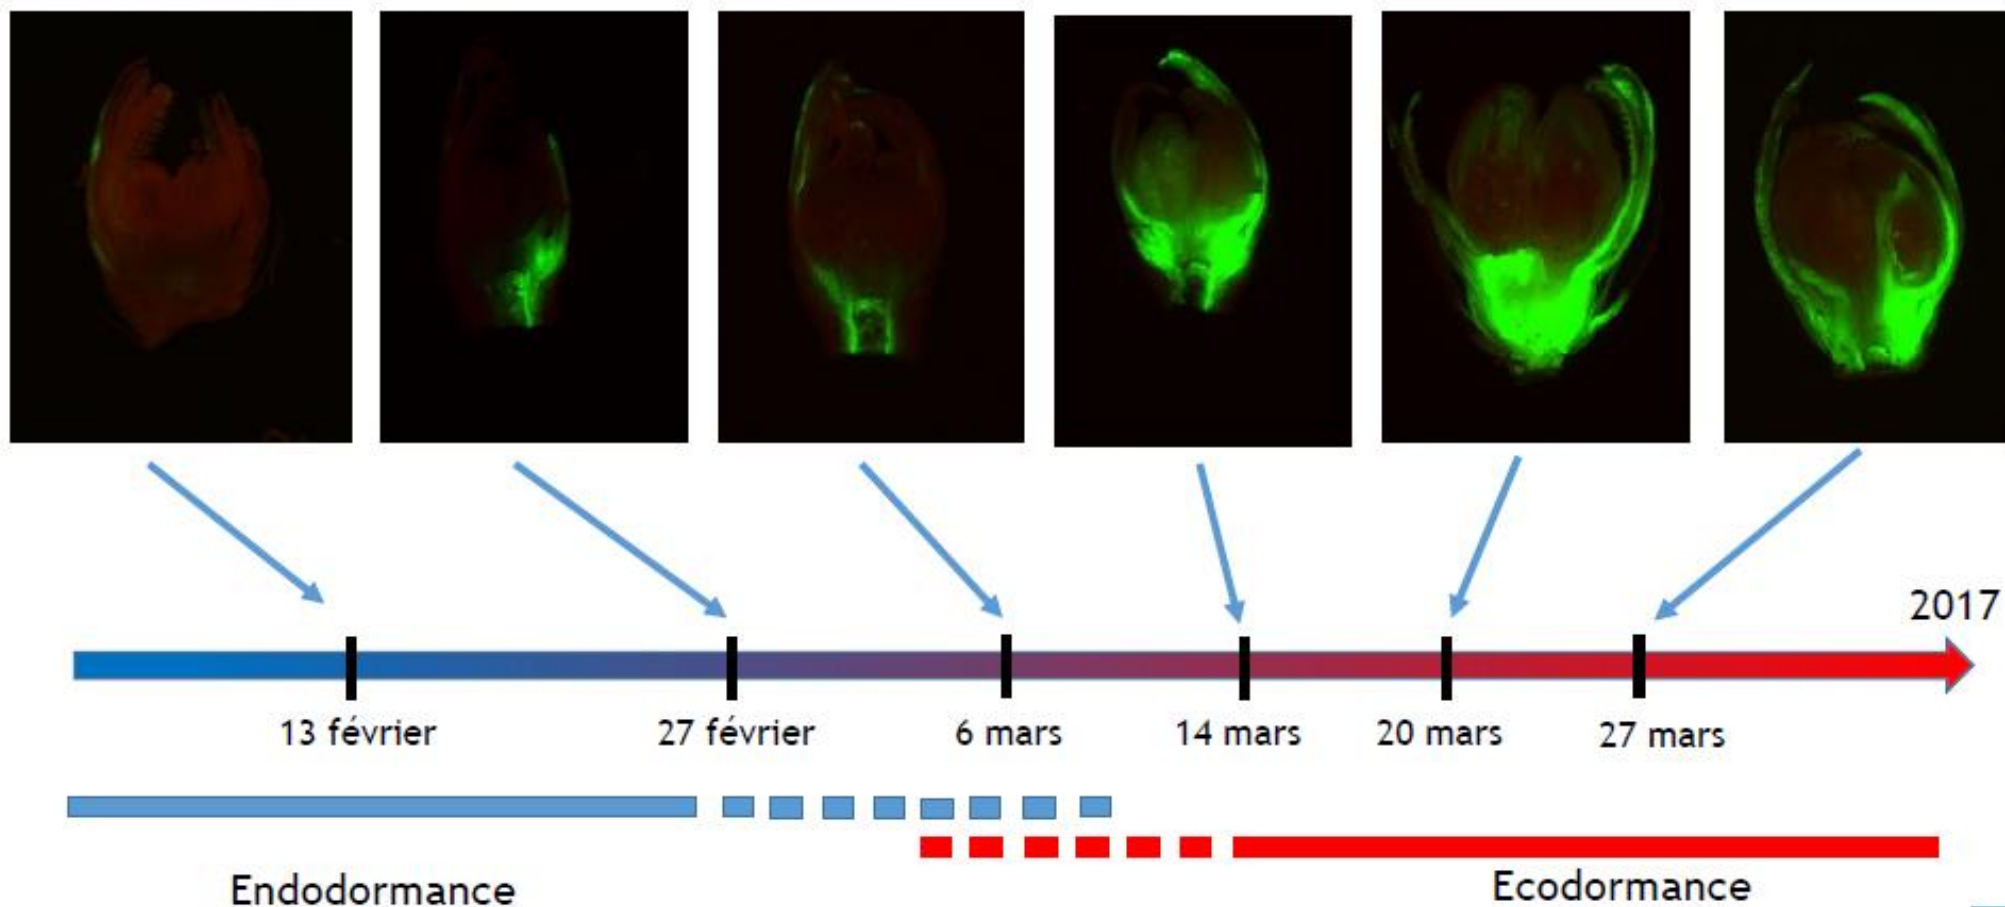 2017
13 février
27 février
6 mars
14 mars
20 mars
27 mars
Endodormance
Ecodormance